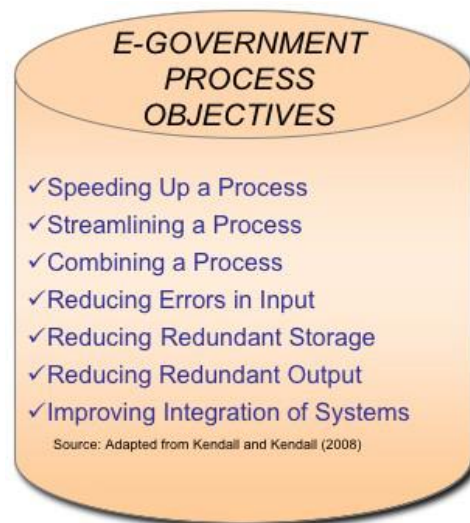 E-GOVERNMENT
PROCESS
OBJECTIVES
✓Speeding Up a Process
✓Streamlining a Process
✓Combining a Process
✓Reducing Errors in Input
✓Reducing Redundant Storage
✓Reducing Redundant Output
✓Improving Integration of Systems
Source: Adapted from Kendall and Kendall (2008)